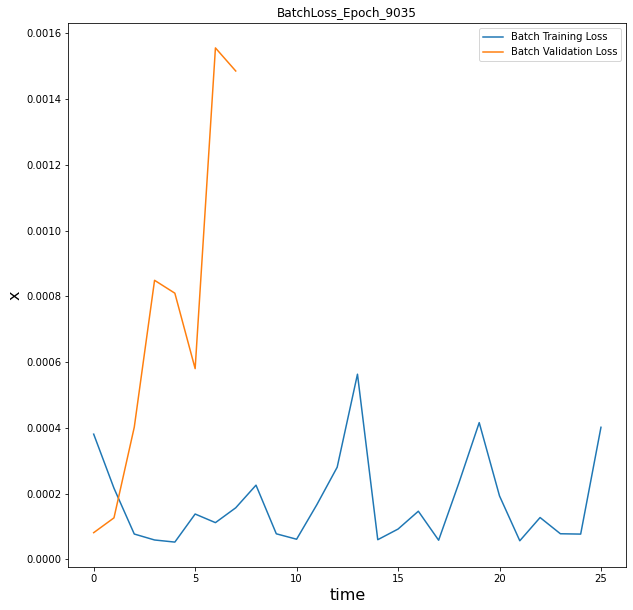 BatchLoss_Epoch_9035
Batch Training Loss
Batch Validation Loss
0.0016
0.0014
0.0012
0.0010
0.0008
0.0006
0.0004
0.0002
0.0000
x
0 5 10 15 20 25
time